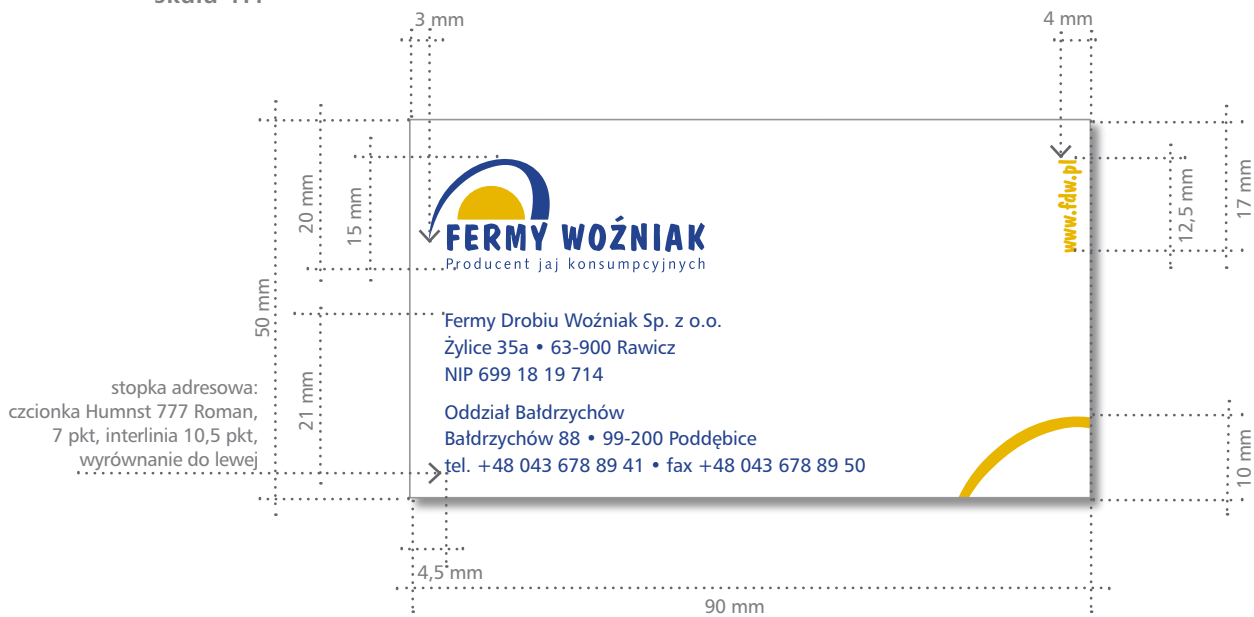 3 mm
4 mm
20 mm
15 mm
50 mm
21 mm
www.fdw.pl
12,5 mm
17 mm
FERMY WOŹNIAK
Producent jaj konsumpcyjnych
Fermy Drobiu Woźniak Sp. z o.o.
Żylice 35a • 63-900 Rawicz
NIP 699 18 19 714
Oddział Bałdrzychów
Bałdrzychów 88 • 99-200 Poddębice
tel. +48 043 678 89 41 • fax +48 043 678 89 50
stopka adresowa:
czcionka Humnst 777 Roman,
7 pkt, interlinia 10,5 pkt,
wyrównanie do lewej
10 mm
4,5 mm
90 mm